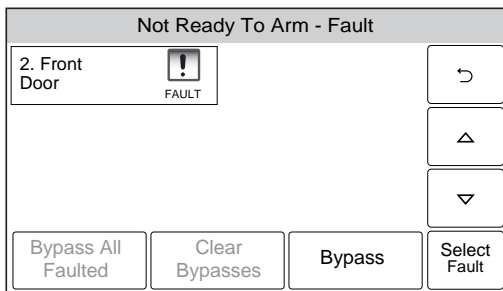 Not Ready To Arm - Fault
2. Front
Door
FAULT
Bypass All
Faulted
Clear
Bypasses
Bypass
Select
Fault